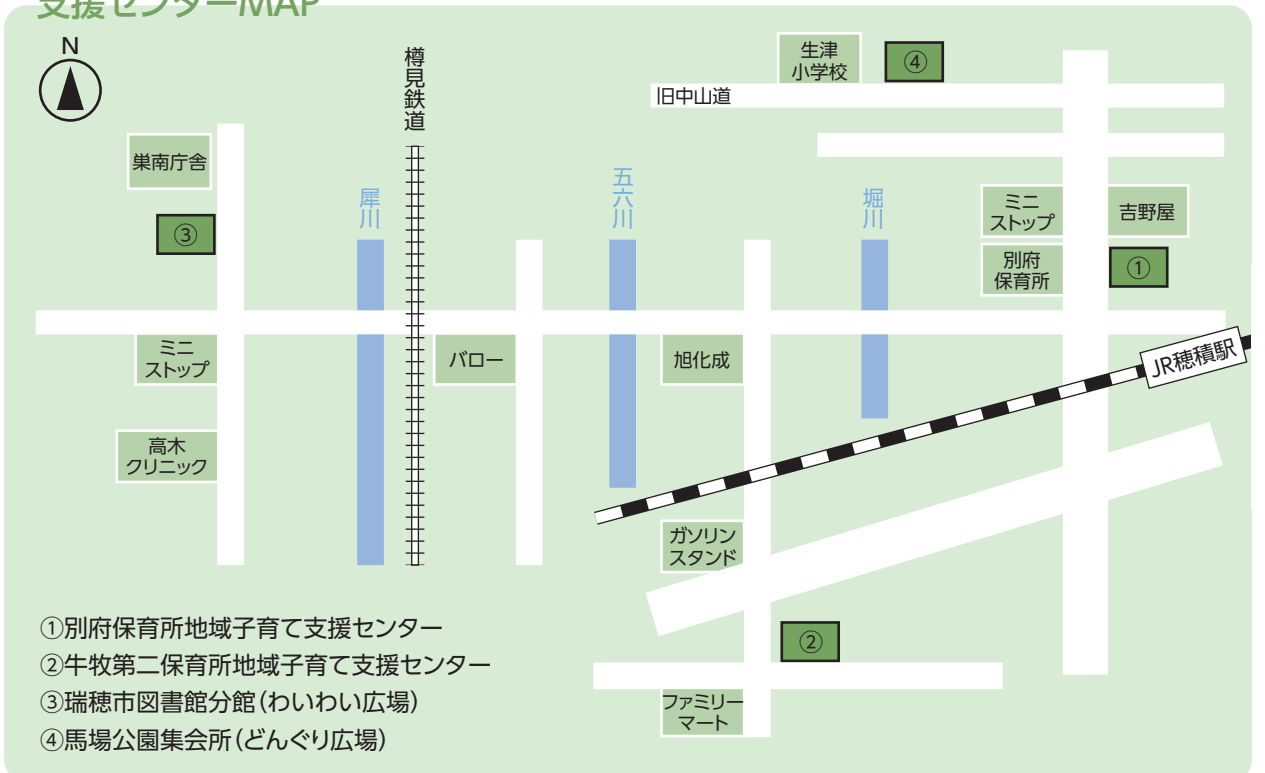 支援センターMAP
N
樽見鉄道
生津
小学校
④
旧中山道
巣南庁舎
③
犀川
五六川
堀川
ミニ
ストップ
吉野屋
別府
保育所
①
ミニ
ストップ
バロー
旭化成
JR穂積駅
高木
クリニック
ガソリン
スタンド
②
ファミリー
マート
①別府保育所地域子育て支援センター
②牛牧第二保育所地域子育て支援センター
③瑞穂市図書館分館(わいわい広場)
④馬場公園集会所(どんぐり広場)